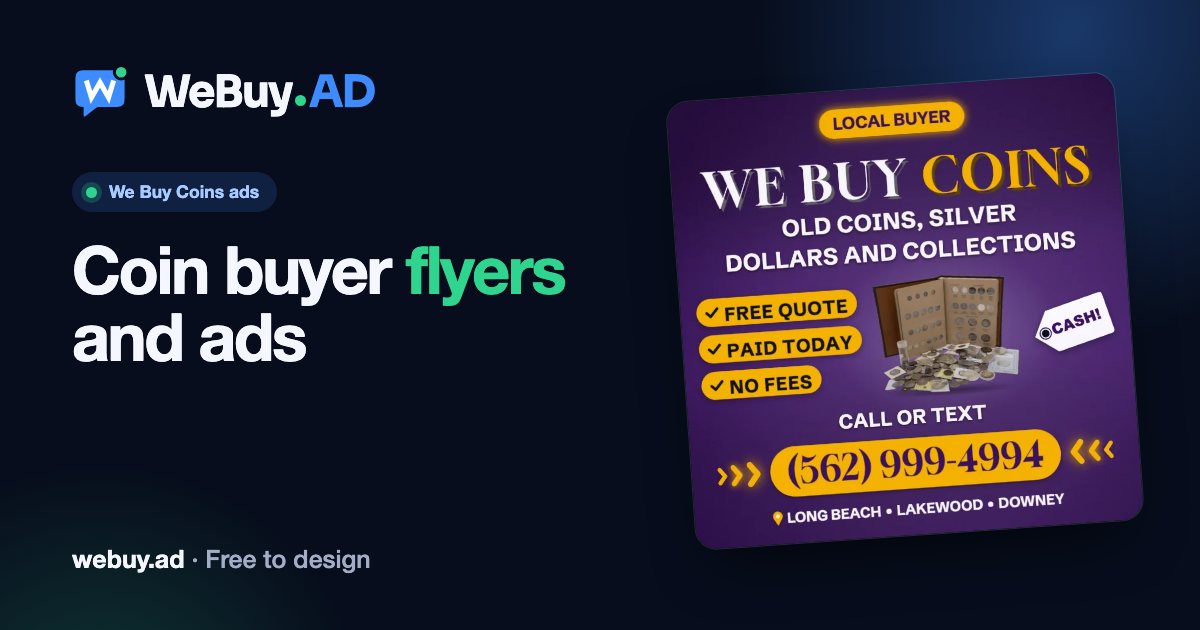 WeBuy.AD
We Buy Coins ads
Coin buyer flyers
and ads
webuy.ad · Free to design
LOCAL BUYER
WE BUY COINS
OLD COINS, SILVER
DOLLARS AND COLLECTIONS
FREE QUOTE
PAID TODAY
NO FEES
CASH!
CALL OR TEXT
(562) 999-4994
LONG BEACH • LAKEWOOD • DOWNEY